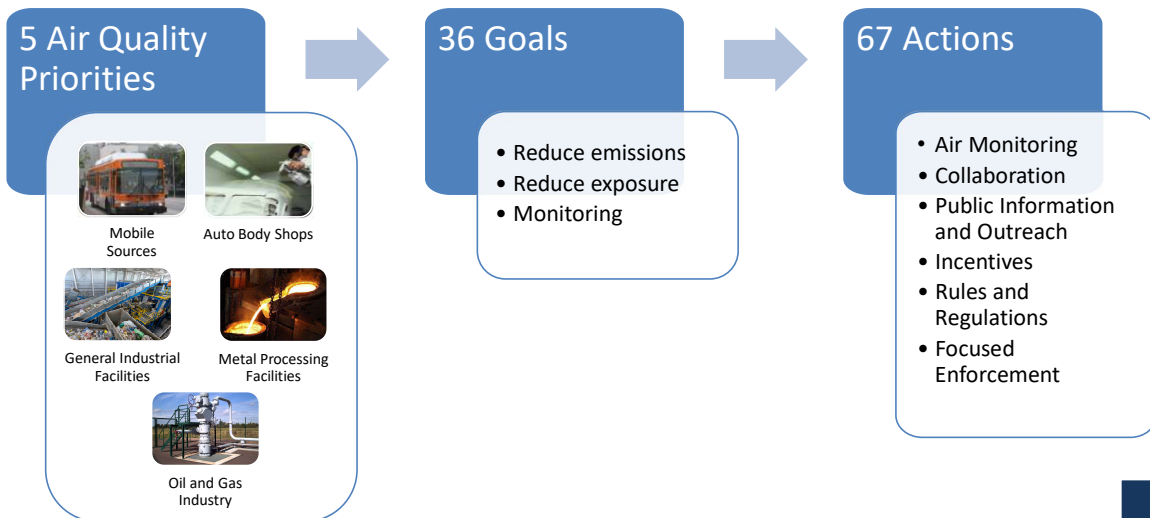 5 Air Quality
Priorities
Mobile
Sources
Auto Body Shops
General Industrial
Facilities
Metal Processing
Facilities
Oil and Gas
Industry
36 Goals
• Reduce emissions
• Reduce exposure
• Monitoring
67 Actions
• Air Monitoring
• Collaboration
• Public Information
and Outreach
• Incentives
• Rules and
Regulations
• Focused
Enforcement